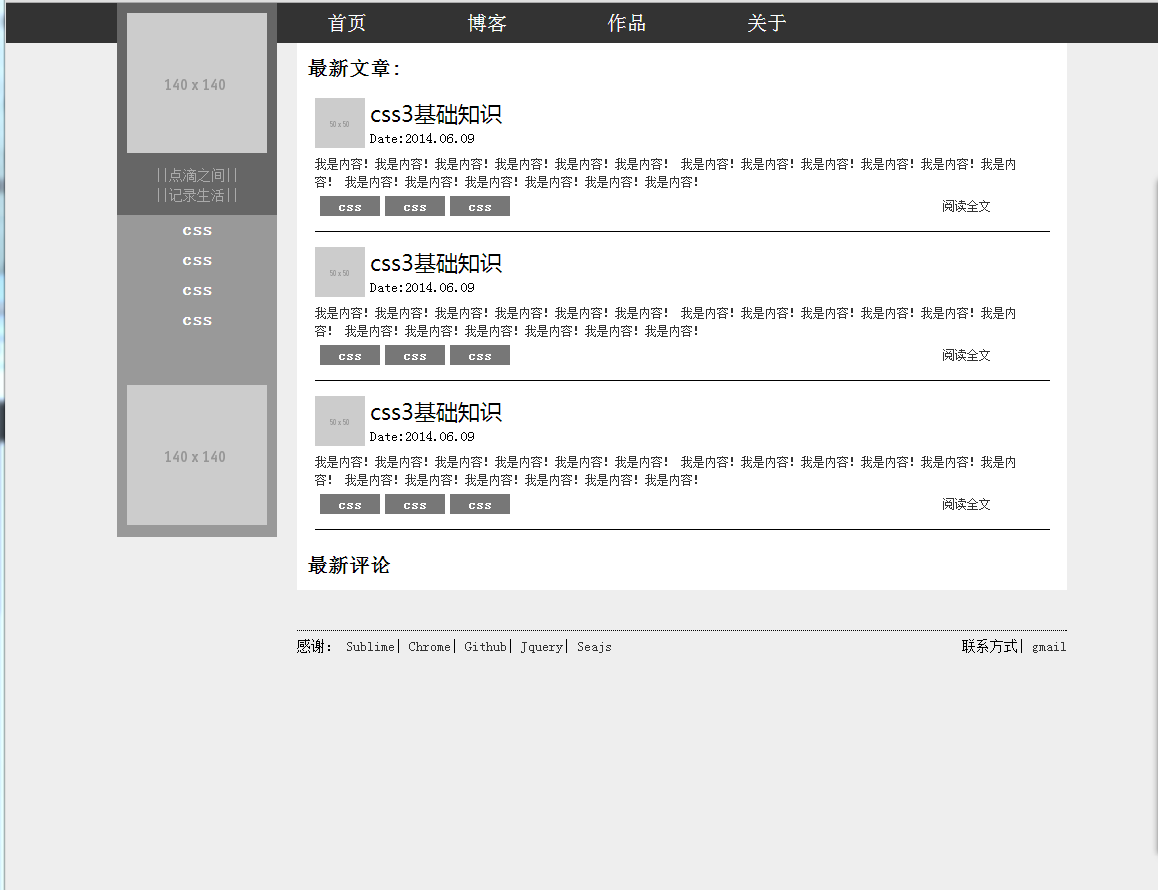 首页 博客 作品 关于
140 x 140
||点滴之间||
||记录生活||
css
css
css
css
140 x 140
最新文章：
50 x 50
css3基础知识
Date:2014.06.09
我是内容！我是内容！我是内容！我是内容！我是内容！我是内容！ 我是内容！我是内容！我是内容！我是内容！我是内容！我是内
容！ 我是内容！我是内容！我是内容！我是内容！我是内容！我是内容！
css css css 阅读全文
50 x 50
css3基础知识
Date:2014.06.09
我是内容！我是内容！我是内容！我是内容！我是内容！我是内容！ 我是内容！我是内容！我是内容！我是内容！我是内容！我是内
容！ 我是内容！我是内容！我是内容！我是内容！我是内容！我是内容！
css css css 阅读全文
50 x 50
css3基础知识
Date:2014.06.09
我是内容！我是内容！我是内容！我是内容！我是内容！我是内容！ 我是内容！我是内容！我是内容！我是内容！我是内容！我是内
容！ 我是内容！我是内容！我是内容！我是内容！我是内容！我是内容！
css css css 阅读全文
最新评论
感谢： Sublime| Chrome| Github| Jquery| Seajs 联系方式| gmail